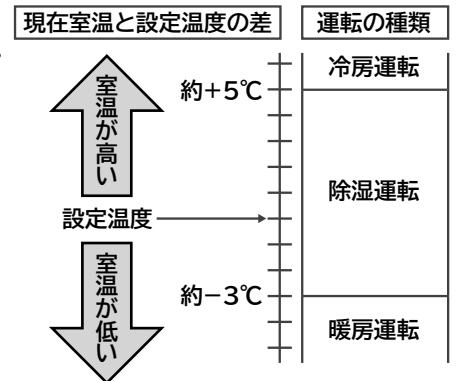 現在室温と設定温度の差
運転の種類
室温が高い
約+5℃
設定温度
約−3℃
室温が低い
冷房運転
除湿運転
暖房運転